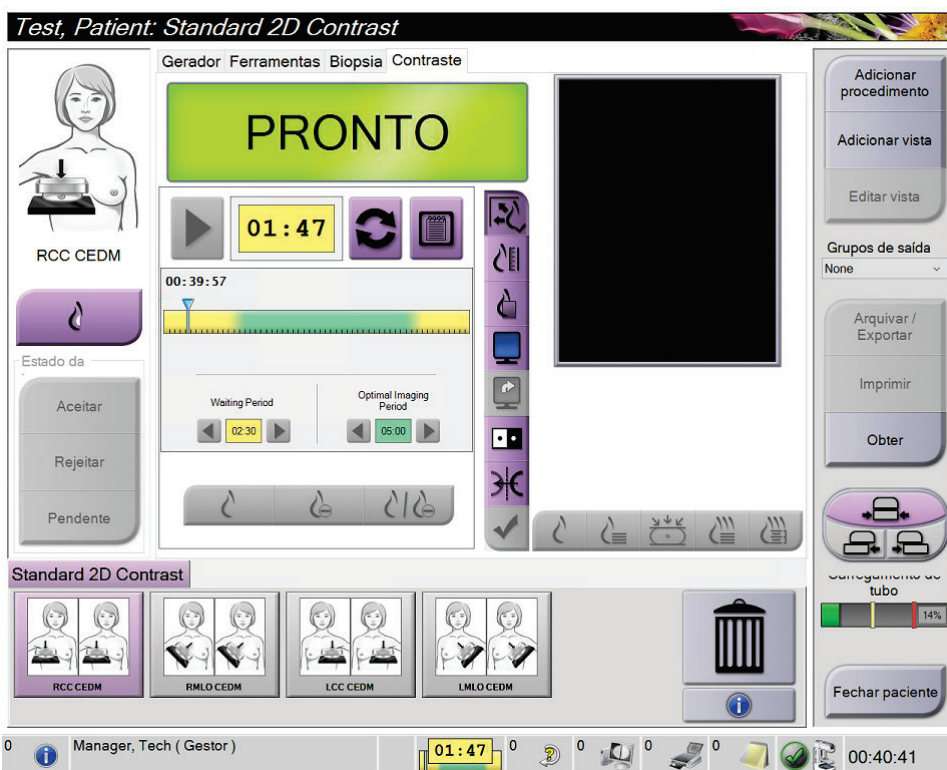 Test, Patient: Standard 2D Contrast
Gerador Ferramentas Biopsia Contraste
PRONTO
RCC CEDM
01:47
00:39:57
Waiting Period
Optimal Imaging
Period
02:30
05:00
Estado da
Aceitar
Rejeitar
Pendente
Adicionar
procedimento
Adicionar vista
Editar vista
Grupos de saída
None
Arquivar /
Exportar
Imprimir
Obter
tubo
14%
Fechar paciente
Standard 2D Contrast
RCC CEDM
RMLO CEDM
LCC CEDM
LMLO CEDM
0
Manager, Tech ( Gestor )
01:47
0
0
0
0
00:40:41